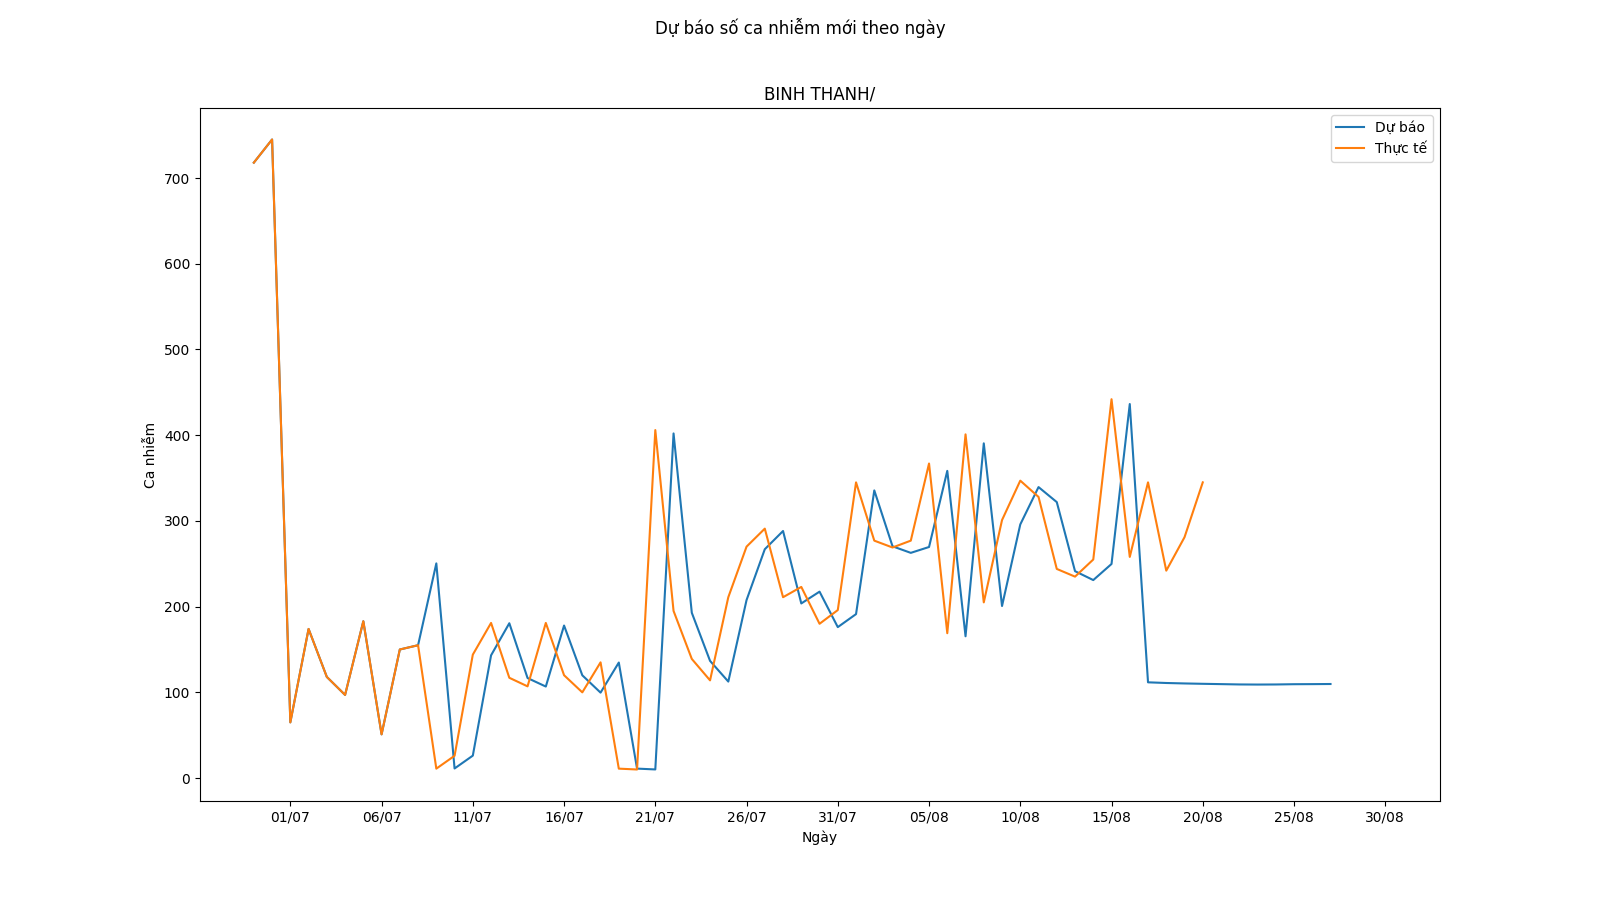 Dự báo số ca nhiễm mới theo ngày
BINH THANH/
Dự báo
Thực tế
700
600
500
400
300
200
100
0
Ca nhiễm
01/07 06/07 11/07 16/07 21/07 26/07 31/07 05/08 10/08 15/08 20/08 25/08 30/08
Ngày